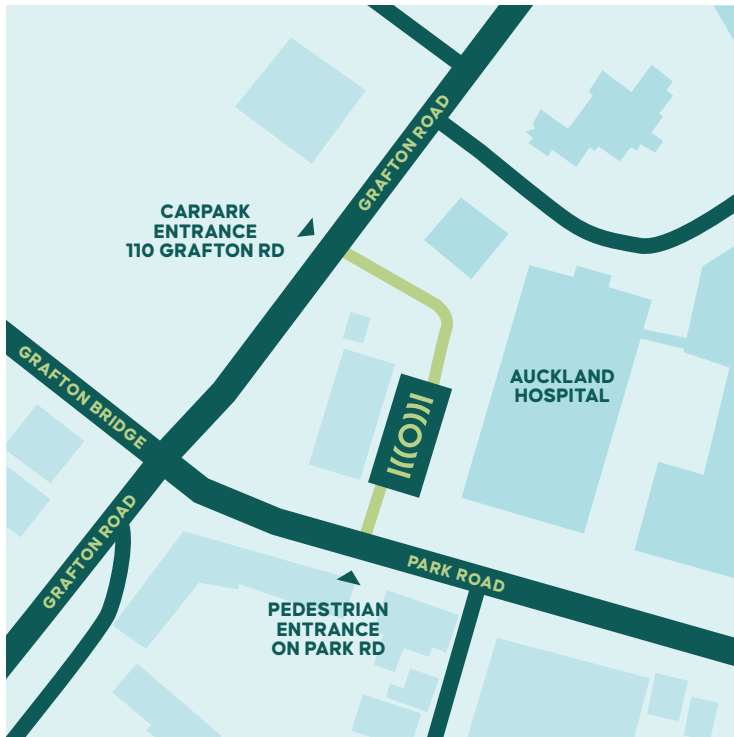 GRAFTON ROAD
CARPARK
ENTRANCE
110 GRAFTON RD
GRAFTON BRIDGE
AUCKLAND
HOSPITAL
GRAFTON ROAD
PARK ROAD
PEDESTRIAN
ENTRANCE
ON PARK RD